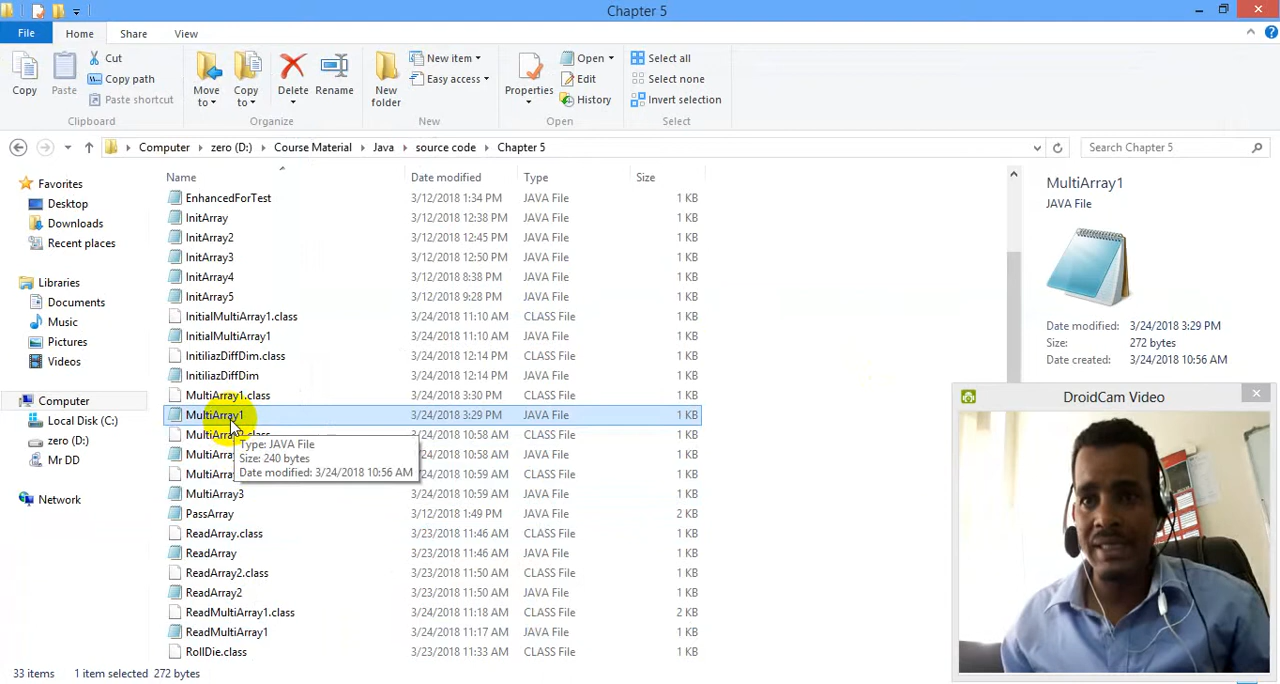 Chapter 5
File Home Share View
Copy
Paste
Cut
Copy path
Paste shortcut
Clipboard
Move to
Copy to
Delete
Rename
Organize
New folder
New item
Easy access
New
Properties
Open
Edit
History
Open
Select all
Select none
Invert selection
Select
Computer zero (D:) Course Material Java source code Chapter 5
Search Chapter 5
Favorites
Desktop
Downloads
Recent places
Libraries
Documents
Music
Pictures
Videos
Computer
Local Disk (C:)
zero (D:)
Mr DD
Network
Name Date modified Type Size
EnhancedForTest 3/12/2018 1:34 PM JAVA File 1 KB
InitArray 3/12/2018 12:38 PM JAVA File 1 KB
InitArray2 3/12/2018 12:45 PM JAVA File 1 KB
InitArray3 3/12/2018 12:50 PM JAVA File 1 KB
InitArray4 3/12/2018 8:38 PM JAVA File 1 KB
InitArray5 3/12/2018 9:28 PM JAVA File 1 KB
InitialMultiArray1.class 3/24/2018 11:10 AM CLASS File 1 KB
InitialMultiArray1 3/24/2018 11:10 AM JAVA File 1 KB
InitiliazDiffDim.class 3/24/2018 12:14 PM CLASS File 1 KB
InitiliazDiffDim 3/24/2018 12:14 PM JAVA File 1 KB
MultiArray1.class 3/24/2018 3:30 PM CLASS File 1 KB
MultiArray1 3/24/2018 3:29 PM JAVA File 1 KB
3/24/2018 10:58 AM CLASS File 1 KB
3/24/2018 10:58 AM JAVA File 1 KB
3/24/2018 10:59 AM CLASS File 1 KB
MultiArray3 3/24/2018 10:59 AM JAVA File 1 KB
PassArray 3/12/2018 1:49 PM JAVA File 2 KB
ReadArray.class 3/23/2018 11:46 AM CLASS File 1 KB
ReadArray 3/23/2018 11:46 AM JAVA File 1 KB
ReadArray2.class 3/23/2018 11:50 AM CLASS File 1 KB
ReadArray2 3/23/2018 11:50 AM JAVA File 1 KB
ReadMultiArray1.class 3/24/2018 11:18 AM CLASS File 2 KB
ReadMultiArray1 3/24/2018 11:17 AM JAVA File 1 KB
RollDie.class 3/23/2018 11:33 AM CLASS File 1 KB
Type: JAVA File
Size: 240 bytes
Date modified: 3/24/2018 10:56 AM
MultiArray1
JAVA File
Date modified: 3/24/2018 3:29 PM
Size: 272 bytes
Date created: 3/24/2018 10:56 AM
DroidCam Video
33 items 1 item selected 272 bytes